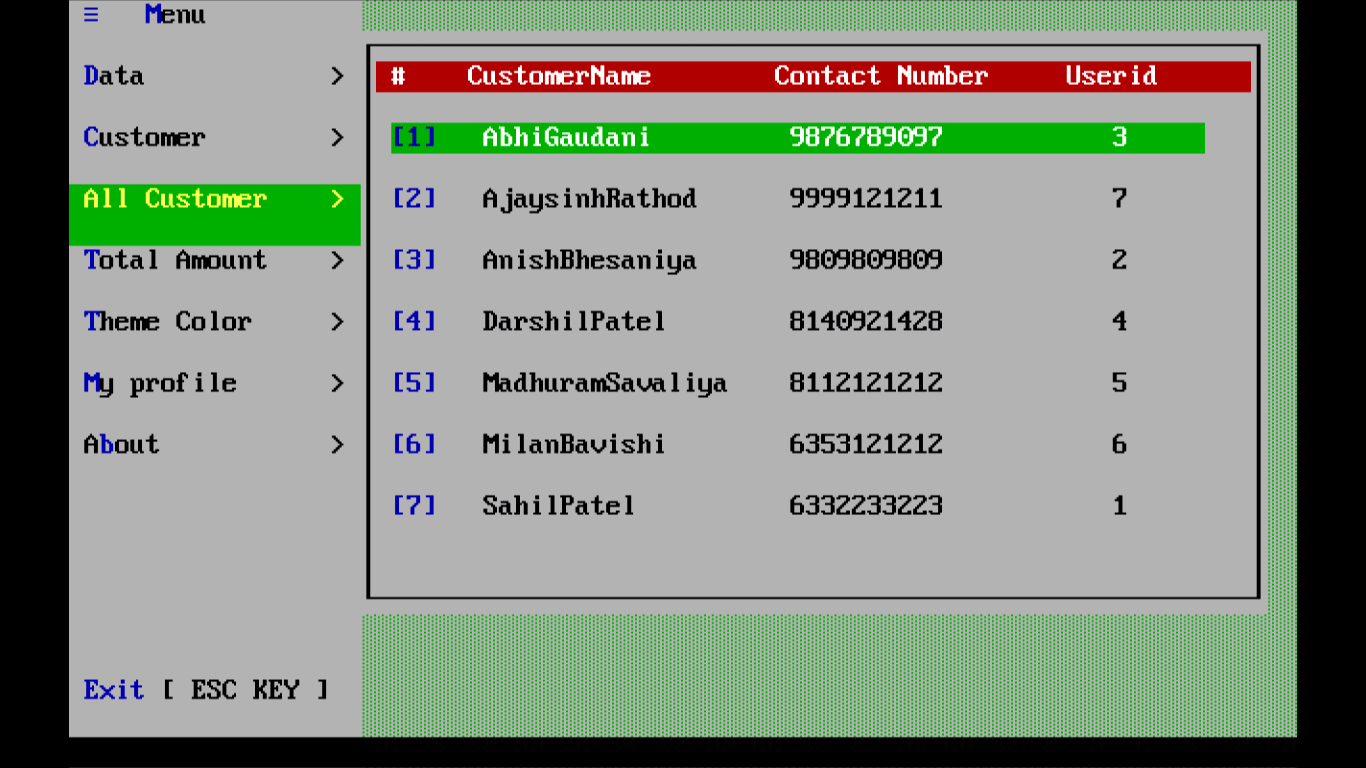 ≡ Menu
Data >
Customer >
All Customer >
Total Amount >
Theme Color >
My profile >
About >
Exit [ ESC KEY ]
# CustomerName Contact Number Userid
[1] AbhiGaudani 9876789097 3
[2] AjaysinhRathod 9999121211 7
[3] AnishBhesaniya 9809809809 2
[4] DarshilPatel 8140921428 4
[5] MadhuramSavaliya 8112121212 5
[6] MilanBavishi 6353121212 6
[7] SahilPatel 6332233223 1